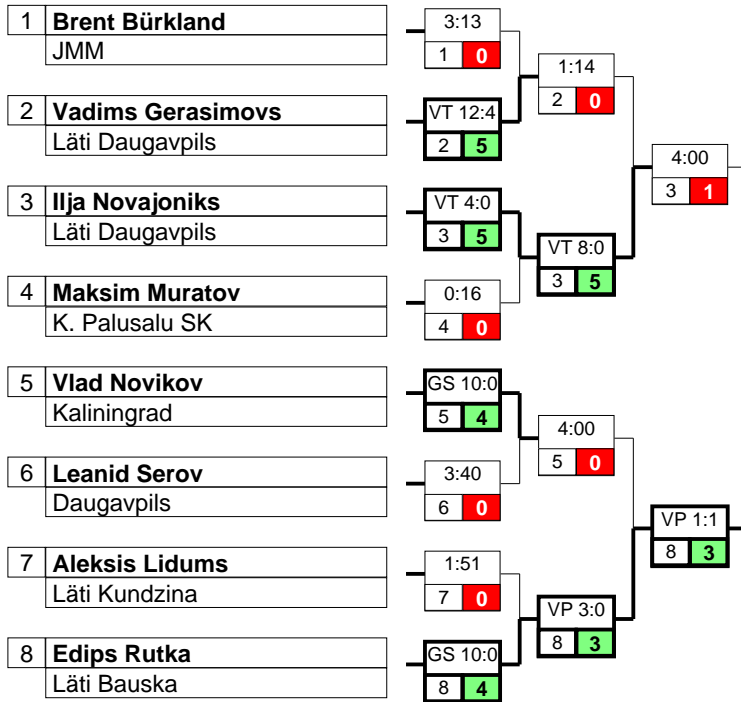 1 Brent Bürkland
JMM
3:13
1 0
2 Vadims Gerasimovs
Läti Daugavpils
VT 12:4
2 5
3 Ilja Novajoniks
Läti Daugavpils
VT 4:0
3 5
4 Maksim Muratov
K. Palusalu SK
0:16
4 0
5 Vlad Novikov
Kaliningrad
GS 10:0
5 4
6 Leanid Serov
Daugavpils
3:40
6 0
7 Aleksis Lidums
Läti Kundzina
1:51
7 0
8 Edips Rutka
Läti Bauska
GS 10:0
8 4
1:14
2 0
VT 8:0
3 5
4:00
5 0
VP 3:0
8 3
4:00
3 1
VP 1:1
8 3